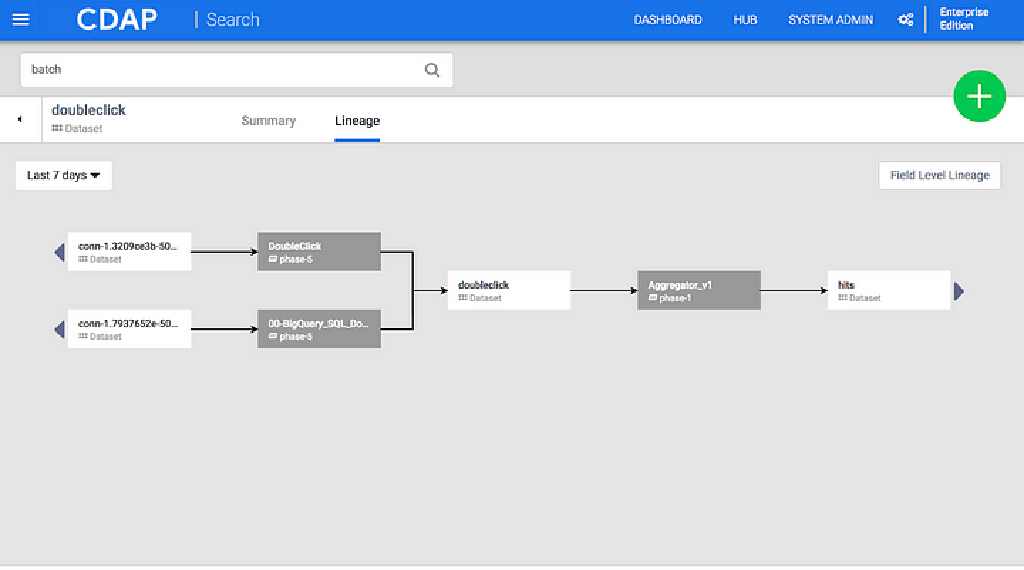 CDAP | Search
DASHBOARD HUB SYSTEM ADMIN Enterprise
Edition
batch
doubleclick
Dataset
Summary Lineage
Last 7 days Field Level Lineage
conn-1.3209ce3b-50...
Dataset
DoubleClick
phase-5
doubleclick
Dataset
Aggregator_v1
phase-1
hits
Dataset
conn-1.7937652e-50...
Dataset
00-BigQuery_SQL_Do...
phase-5